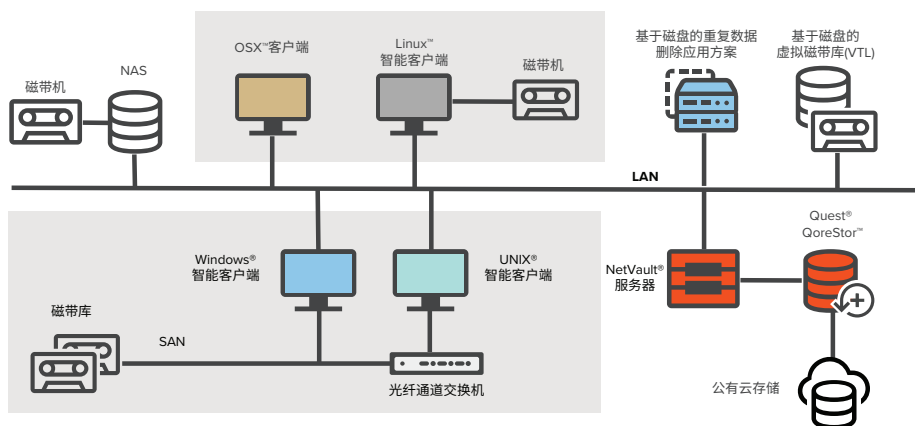 磁带机
NAS
OSX™客户端
Linux™
智能客户端
磁带机
基于磁盘的重复数据
删除应用方案
基于磁盘的
虚拟磁带库(VTL)
LAN
Windows®
智能客户端
UNIX®
智能客户端
NetVault®
服务器
Quest®
QoreStor™
磁带库
SAN
光纤通道交换机
公有云存储